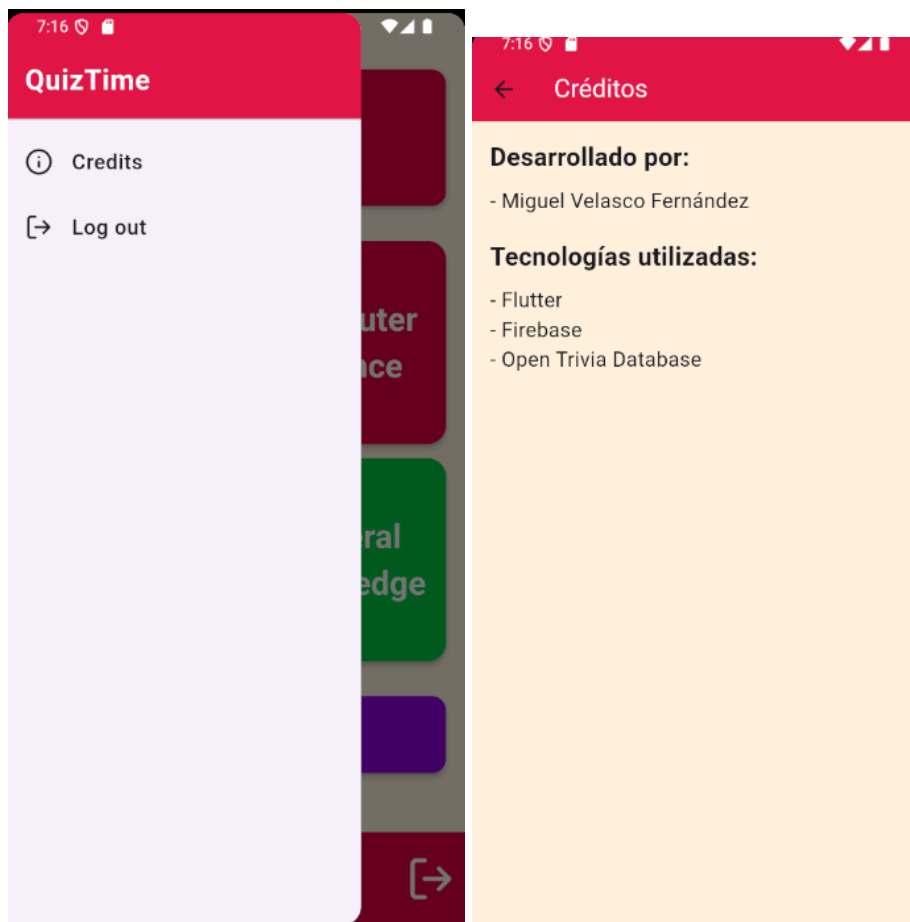 7:16
QuizTime
Credits
Log out
uter
nce
ral
edge
7:16
Créditos
Desarrollado por:
- Miguel Velasco Fernández
Tecnologías utilizadas:
- Flutter
- Firebase
- Open Trivia Database